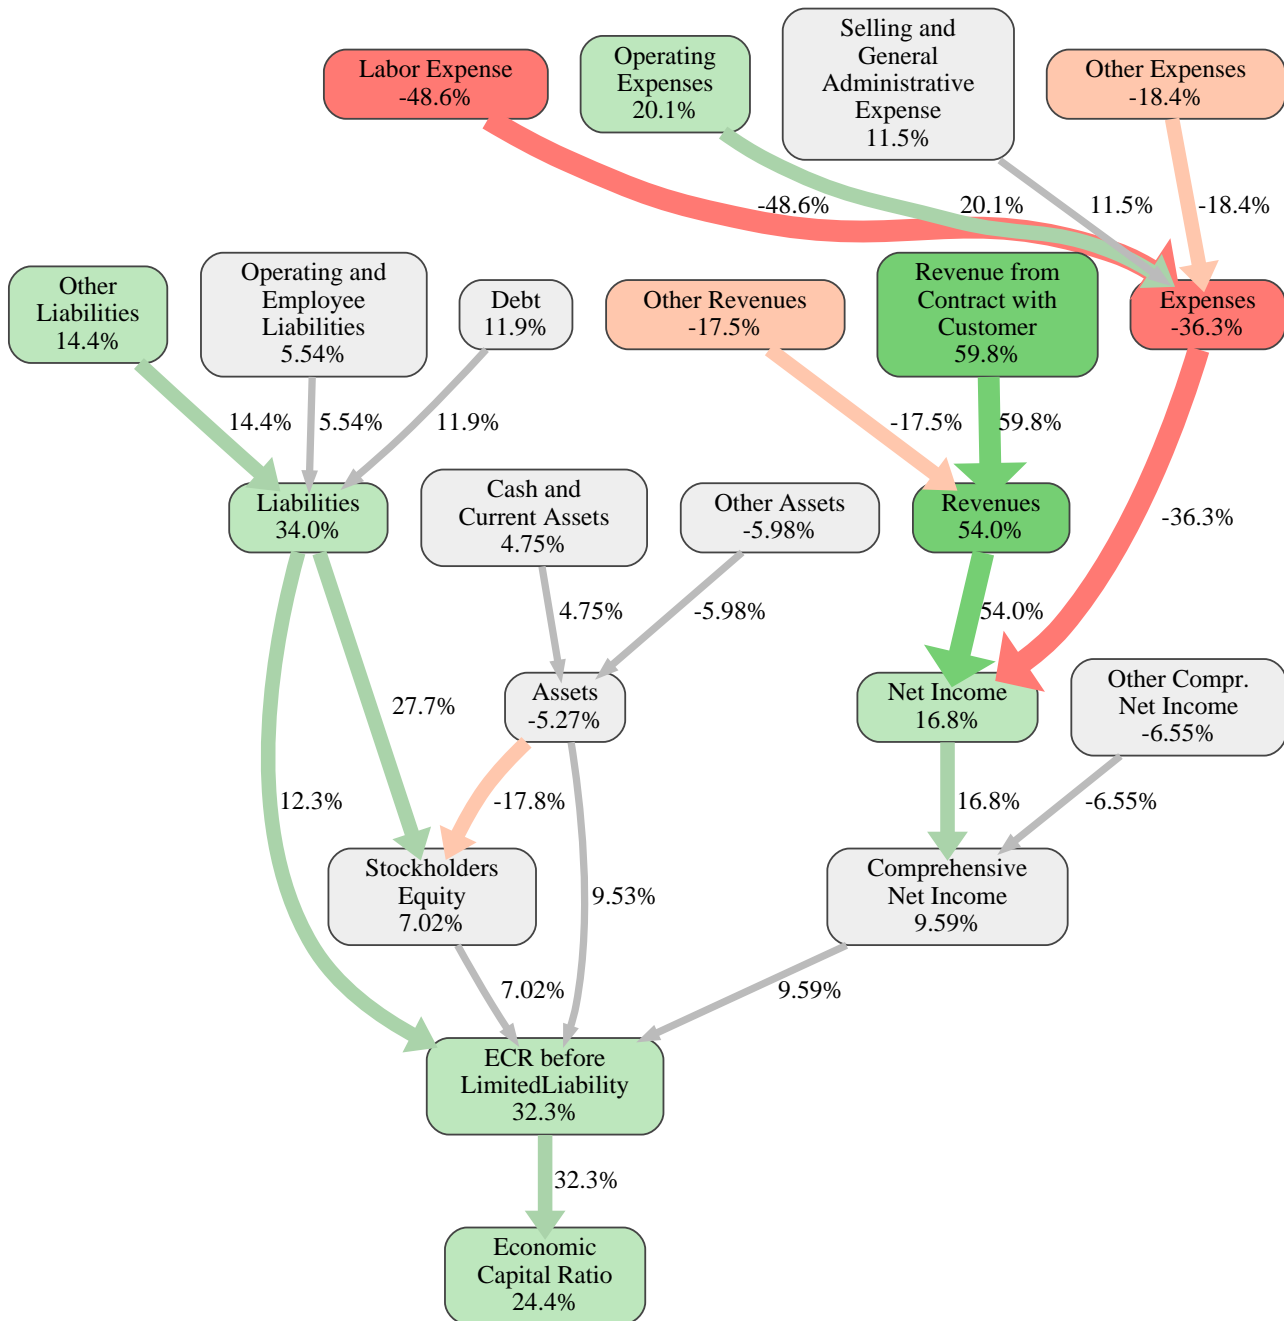 Selling and
General
Administrative
Expense
11.5%
Labor Expense
-48.6%
Operating
Expenses
20.1%
Other Expenses
-18.4%
-48.6%
20.1%
11.5%
-18.4%
Other
Liabilities
14.4%
Operating and
Employee
Liabilities
5.54%
Debt
11.9%
Other Revenues
-17.5%
Revenue from
Contract with
Customer
59.8%
Expenses
-36.3%
14.4%
5.54%
11.9%
-17.5%
59.8%
Liabilities
34.0%
Cash and
Current Assets
4.75%
Other Assets
-5.98%
Revenues
54.0%
-36.3%
4.75%
-5.98%
54.0%
27.7%
Assets
-5.27%
Net Income
16.8%
Other Compr.
Net Income
-6.55%
12.3%
-17.8%
9.53%
16.8%
-6.55%
Stockholders
Equity
7.02%
Comprehensive
Net Income
9.59%
7.02%
9.59%
ECR before
LimitedLiability
32.3%
32.3%
Economic
Capital Ratio
24.4%